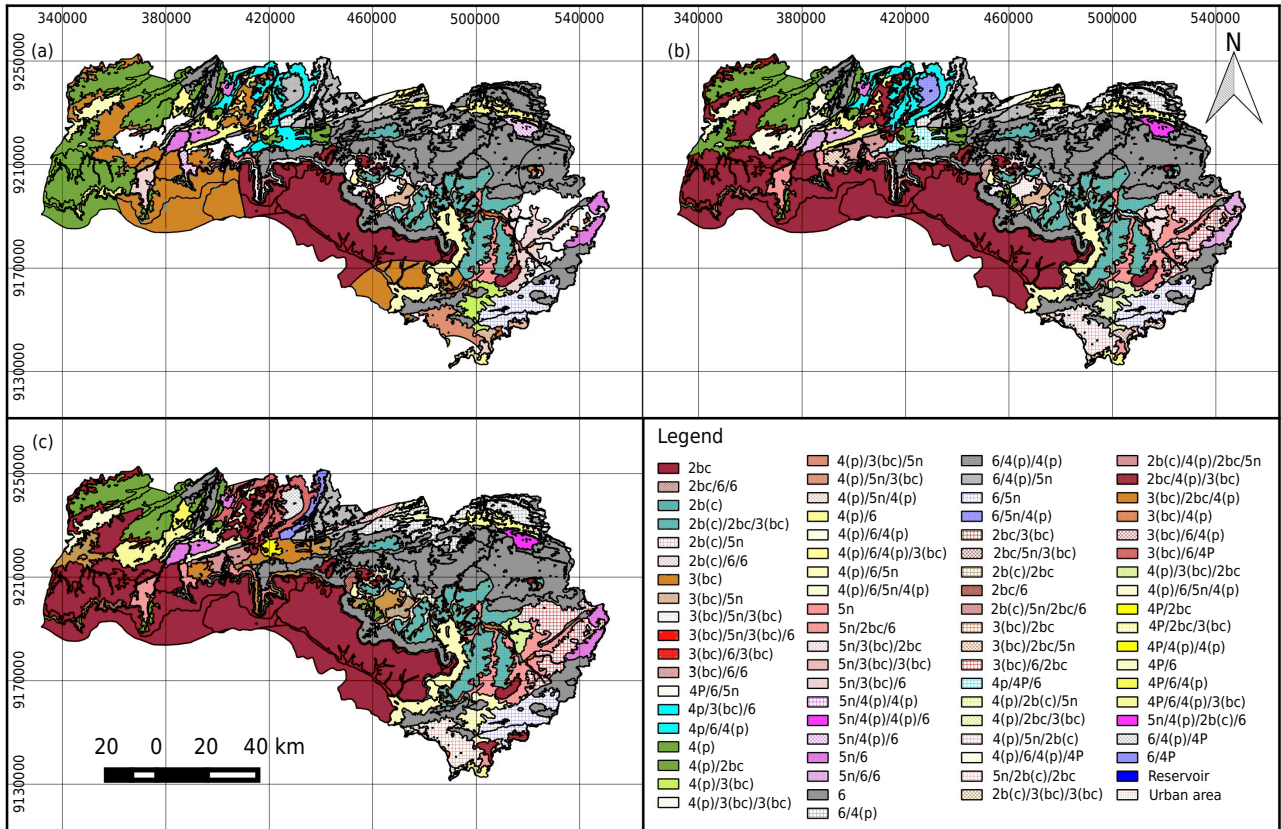 340000 380000 420000 460000 500000 540000
340000 380000 420000 460000 500000 540000
(a)
(b)
N
9250000
9210000
9170000
9130000
(c)
9250000
9210000
9170000
9130000
20 0 20 40 km
Legend
2bc
2bc/6/6
2b(c)
2b(c)/2bc/3(bc)
2b(c)/5n
2b(c)/6/6
3(bc)
3(bc)/5n
3(bc)/5n/3(bc)
3(bc)/5n/3(bc)/6
3(bc)/6/3(bc)
3(bc)/6/6
4P/6/5n
4p/3(bc)/6
4p/6/4(p)
4(p)
4(p)/2bc
4(p)/3(bc)
4(p)/3(bc)/3(bc)
4(p)/3(bc)/5n
4(p)/5n/3(bc)
4(p)/5n/4(p)
4(p)/6
4(p)/6/4(p)
4(p)/6/4(p)/3(bc)
4(p)/6/5n
4(p)/6/5n/4(p)
5n
5n/2bc/6
5n/3(bc)/2bc
5n/3(bc)/3(bc)
5n/3(bc)/6
5n/4(p)/4(p)
5n/4(p)/4(p)/6
5n/4(p)/6
5n/6
5n/6/6
6
6/4(p)
6/4(p)/4(p)
6/4(p)/5n
6/5n
6/5n/4(p)
2bc/3(bc)
2bc/5n/3(bc)
2b(c)/2bc
2bc/6
2b(c)/5n/2bc/6
3(bc)/2bc
3(bc)/2bc/5n
3(bc)/6/2bc
4p/4P/6
4(p)/2b(c)/5n
4(p)/2bc/3(bc)
4(p)/5n/2b(c)
4(p)/6/4(p)/4P
5n/2b(c)/2bc
2b(c)/3(bc)/3(bc)
2b(c)/4(p)/2bc/5n
2bc/4(p)/3(bc)
3(bc)/2bc/4(p)
3(bc)/4(p)
3(bc)/6/4(p)
3(bc)/6/4P
4(p)/3(bc)/2bc
4(p)/6/5n/4(p)
4P/2bc
4P/2bc/3(bc)
4P/4(p)/4(p)
4P/6
4P/6/4(p)
4P/6/4(p)/3(bc)
5n/4(p)/2b(c)/6
6/4(p)/4P
6/4P
Reservoir
Urban area